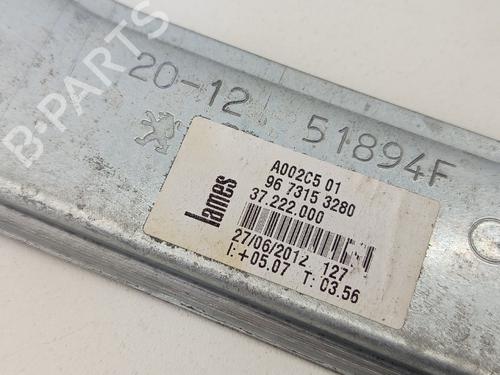 B-PARTS
20-12 51894F
lames
A002C5 01
96 7315 3280
37.222.000
27/06/2012 127
I:+05.07 T: 03.56